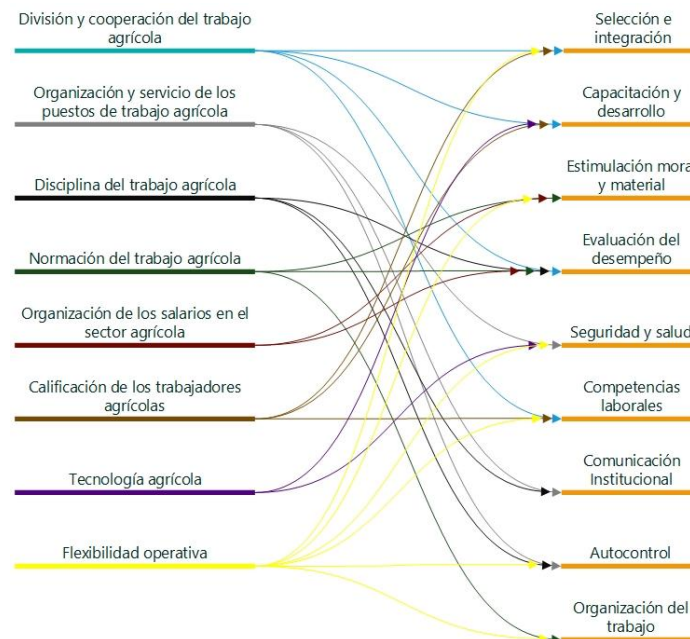 División y cooperación del trabajo
agrícola
Organización y servicio de los
puestos de trabajo agrícola
Disciplina del trabajo agrícola
Normación del trabajo agrícola
Organización de los salarios en el
sector agrícola
Calificación de los trabajadores
agrícolas
Tecnología agrícola
Flexibilidad operativa
Selección e
integración
Capacitación y
desarrollo
Estimulación mora
y material
Evaluación del
desempeño
Seguridad y salud
Competencias
laborales
Comunicación
Institucional
Autocontrol
Organización del
trabajo